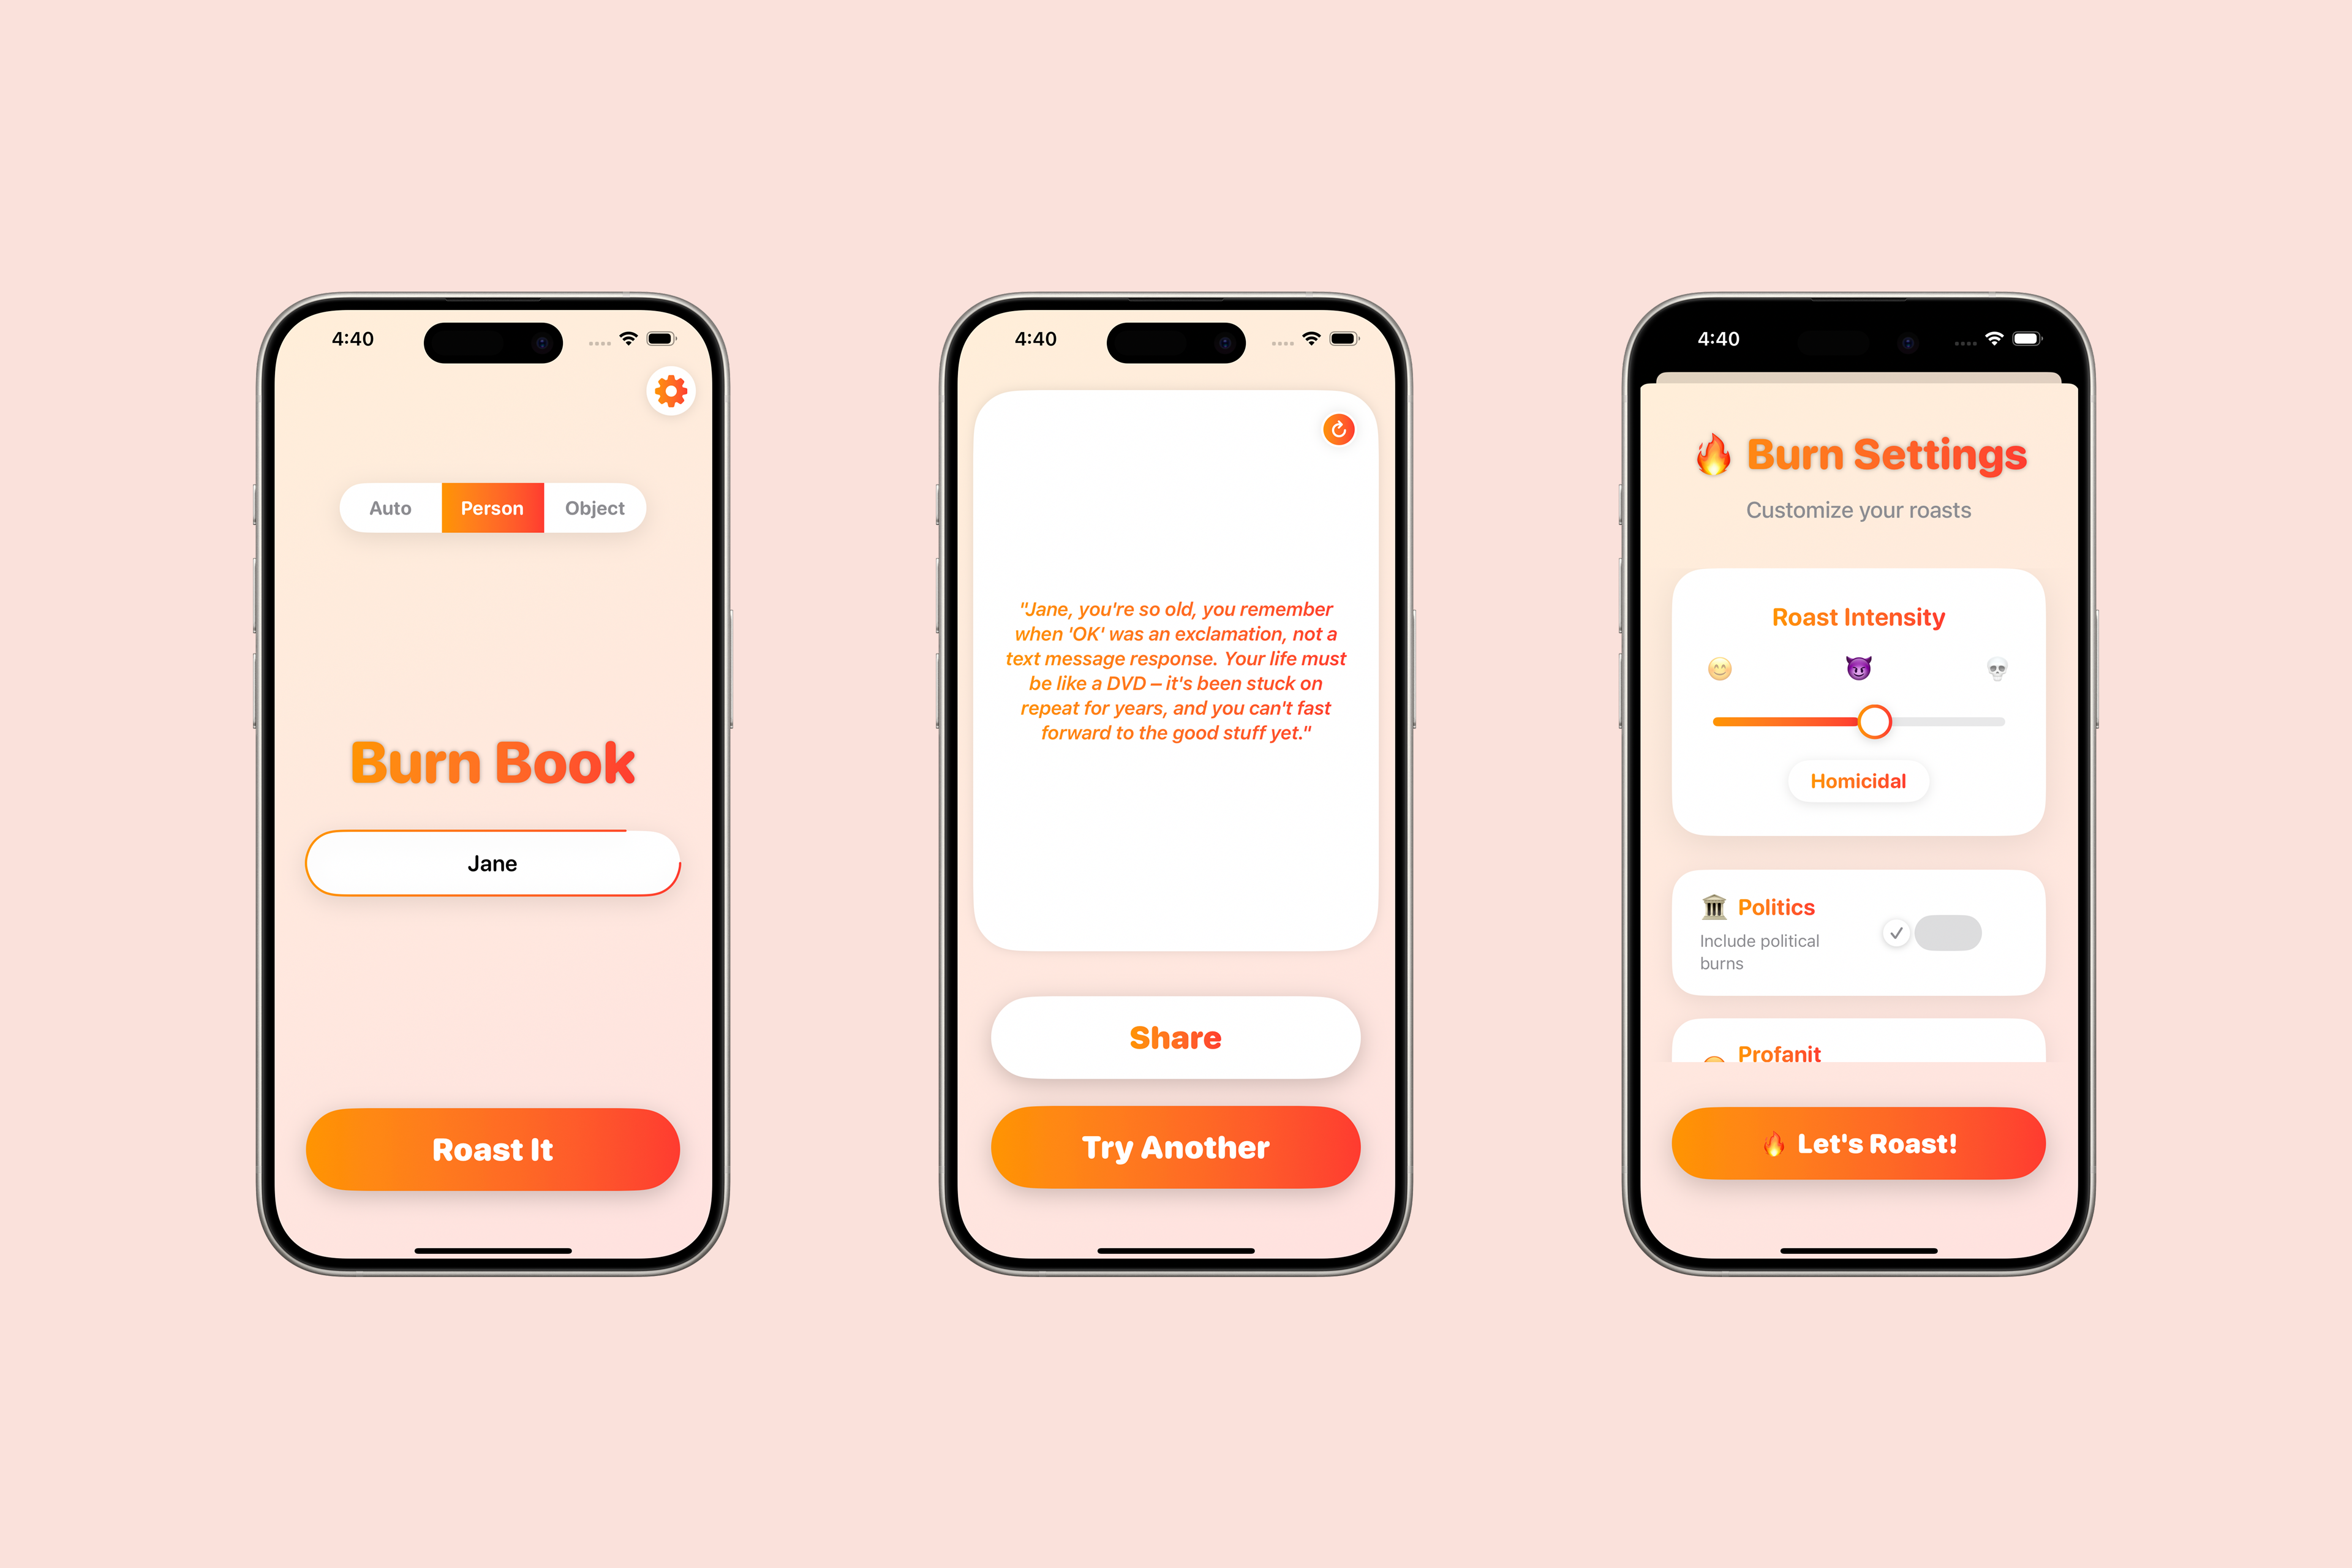 4:40
Auto Person Object
Burn Book
Jane
Roast It
4:40
"Jane, you're so old, you remember
when 'OK' was an exclamation, not a
text message response. Your life must
be like a DVD – it's been stuck on
repeat for years, and you can't fast
forward to the good stuff yet."
Share
Try Another
4:40
🔥 Burn Settings
Customize your roasts
Roast Intensity
😊 😈 💀
Homicidal
🏛️ Politics
Include political
burns
Profanit
🔥 Let's Roast!